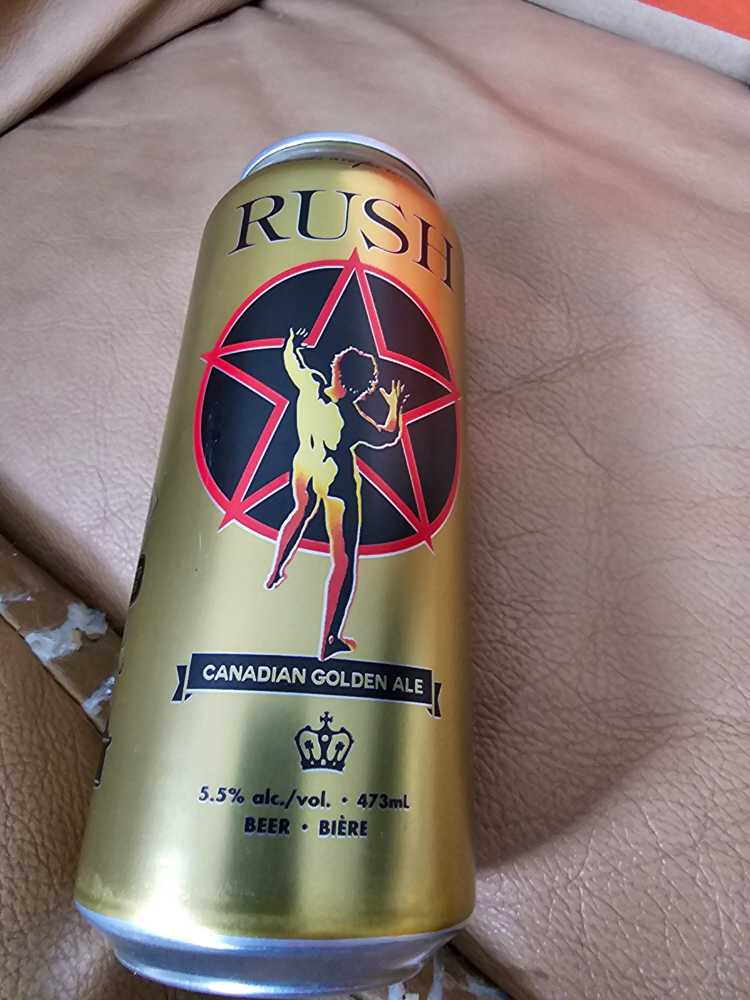 RUSH
CANADIAN GOLDEN ALE
5.5% alc./vol. • 473mL
BEER • BIÈRE